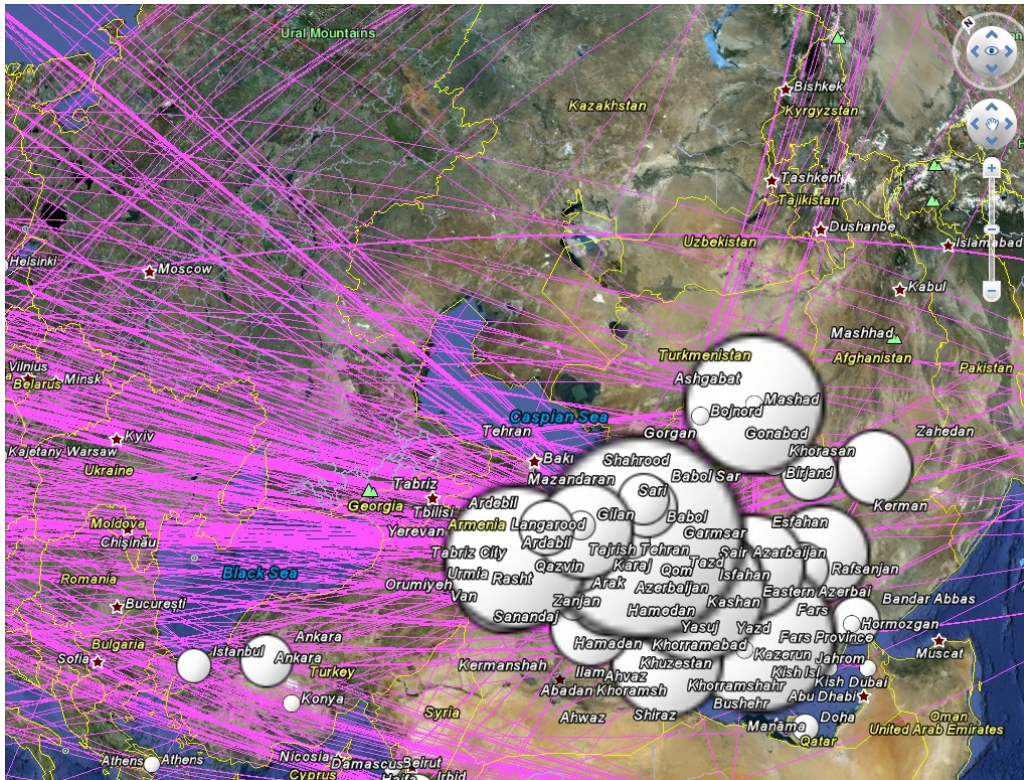 Ural Mountains
N
Kazakhstan
Bishkek
Kyrgyzstan
Tashkent
Tajikistan
Dushanbe
Uzbekistan
Islamabad
Helsinki
Moscow
Kabul
Mashhad
Turkmenistan
Afghanistan
Pakistan
Vilnius
Minsk
Belarus
Ashgabat
Mashad
Bojnord
Caspian Sea
Tehran
Gorgan
Gonabad
Zahedan
Kyiv
Kajetany Warsaw
Khorasan
Baki
Shahrood
Ukraine
Babol Sar
Birjand
Mazandaran
Tabriz
Sari
Ardebil
Georgia
Tbilisi
Kerman
Gilan
Babol
Esfahan
Moldova
Armenia
Langarood
Yerevan
Garmsar
Chişinău
Ardabil
Tajrish Tehran
Sair Azarbaijan
Tabriz City
Qazvin
Karaj
Qom
Tazd
Isfahan
Rafsanjan
Black Sea
Urmia
Rasht
Romania
Orumiyeh
Arak
Azerbaijan
Eastern Azerbai
Van
Zanjan
Kashan
Bandar Abbas
Bucureşti
Sanandaj
Hamedan
Fars
Hormozgan
Yasuj
Yazd
Fars Province
Ankara
Bulgaria
Istanbul
Hamadan
Khorramabad
Kazerun
Jahrom
Muscat
Sofia
Ankara
Turkey
Kermanshah
Khuzestan
Ilam
Ahvaz
Kish Isl
Kish Dubai
Konya
Abadan
Khoramsh
Khorramshahr
Abu Dhabi
Bushehr
Syria
Ahwaz
Shiraz
Manama
Doha
Oman
Qatar
United Arab Emirates
Athens
Athens
Nicosia
Damascus
Beirut
Cyprus
Haifa
Irbid